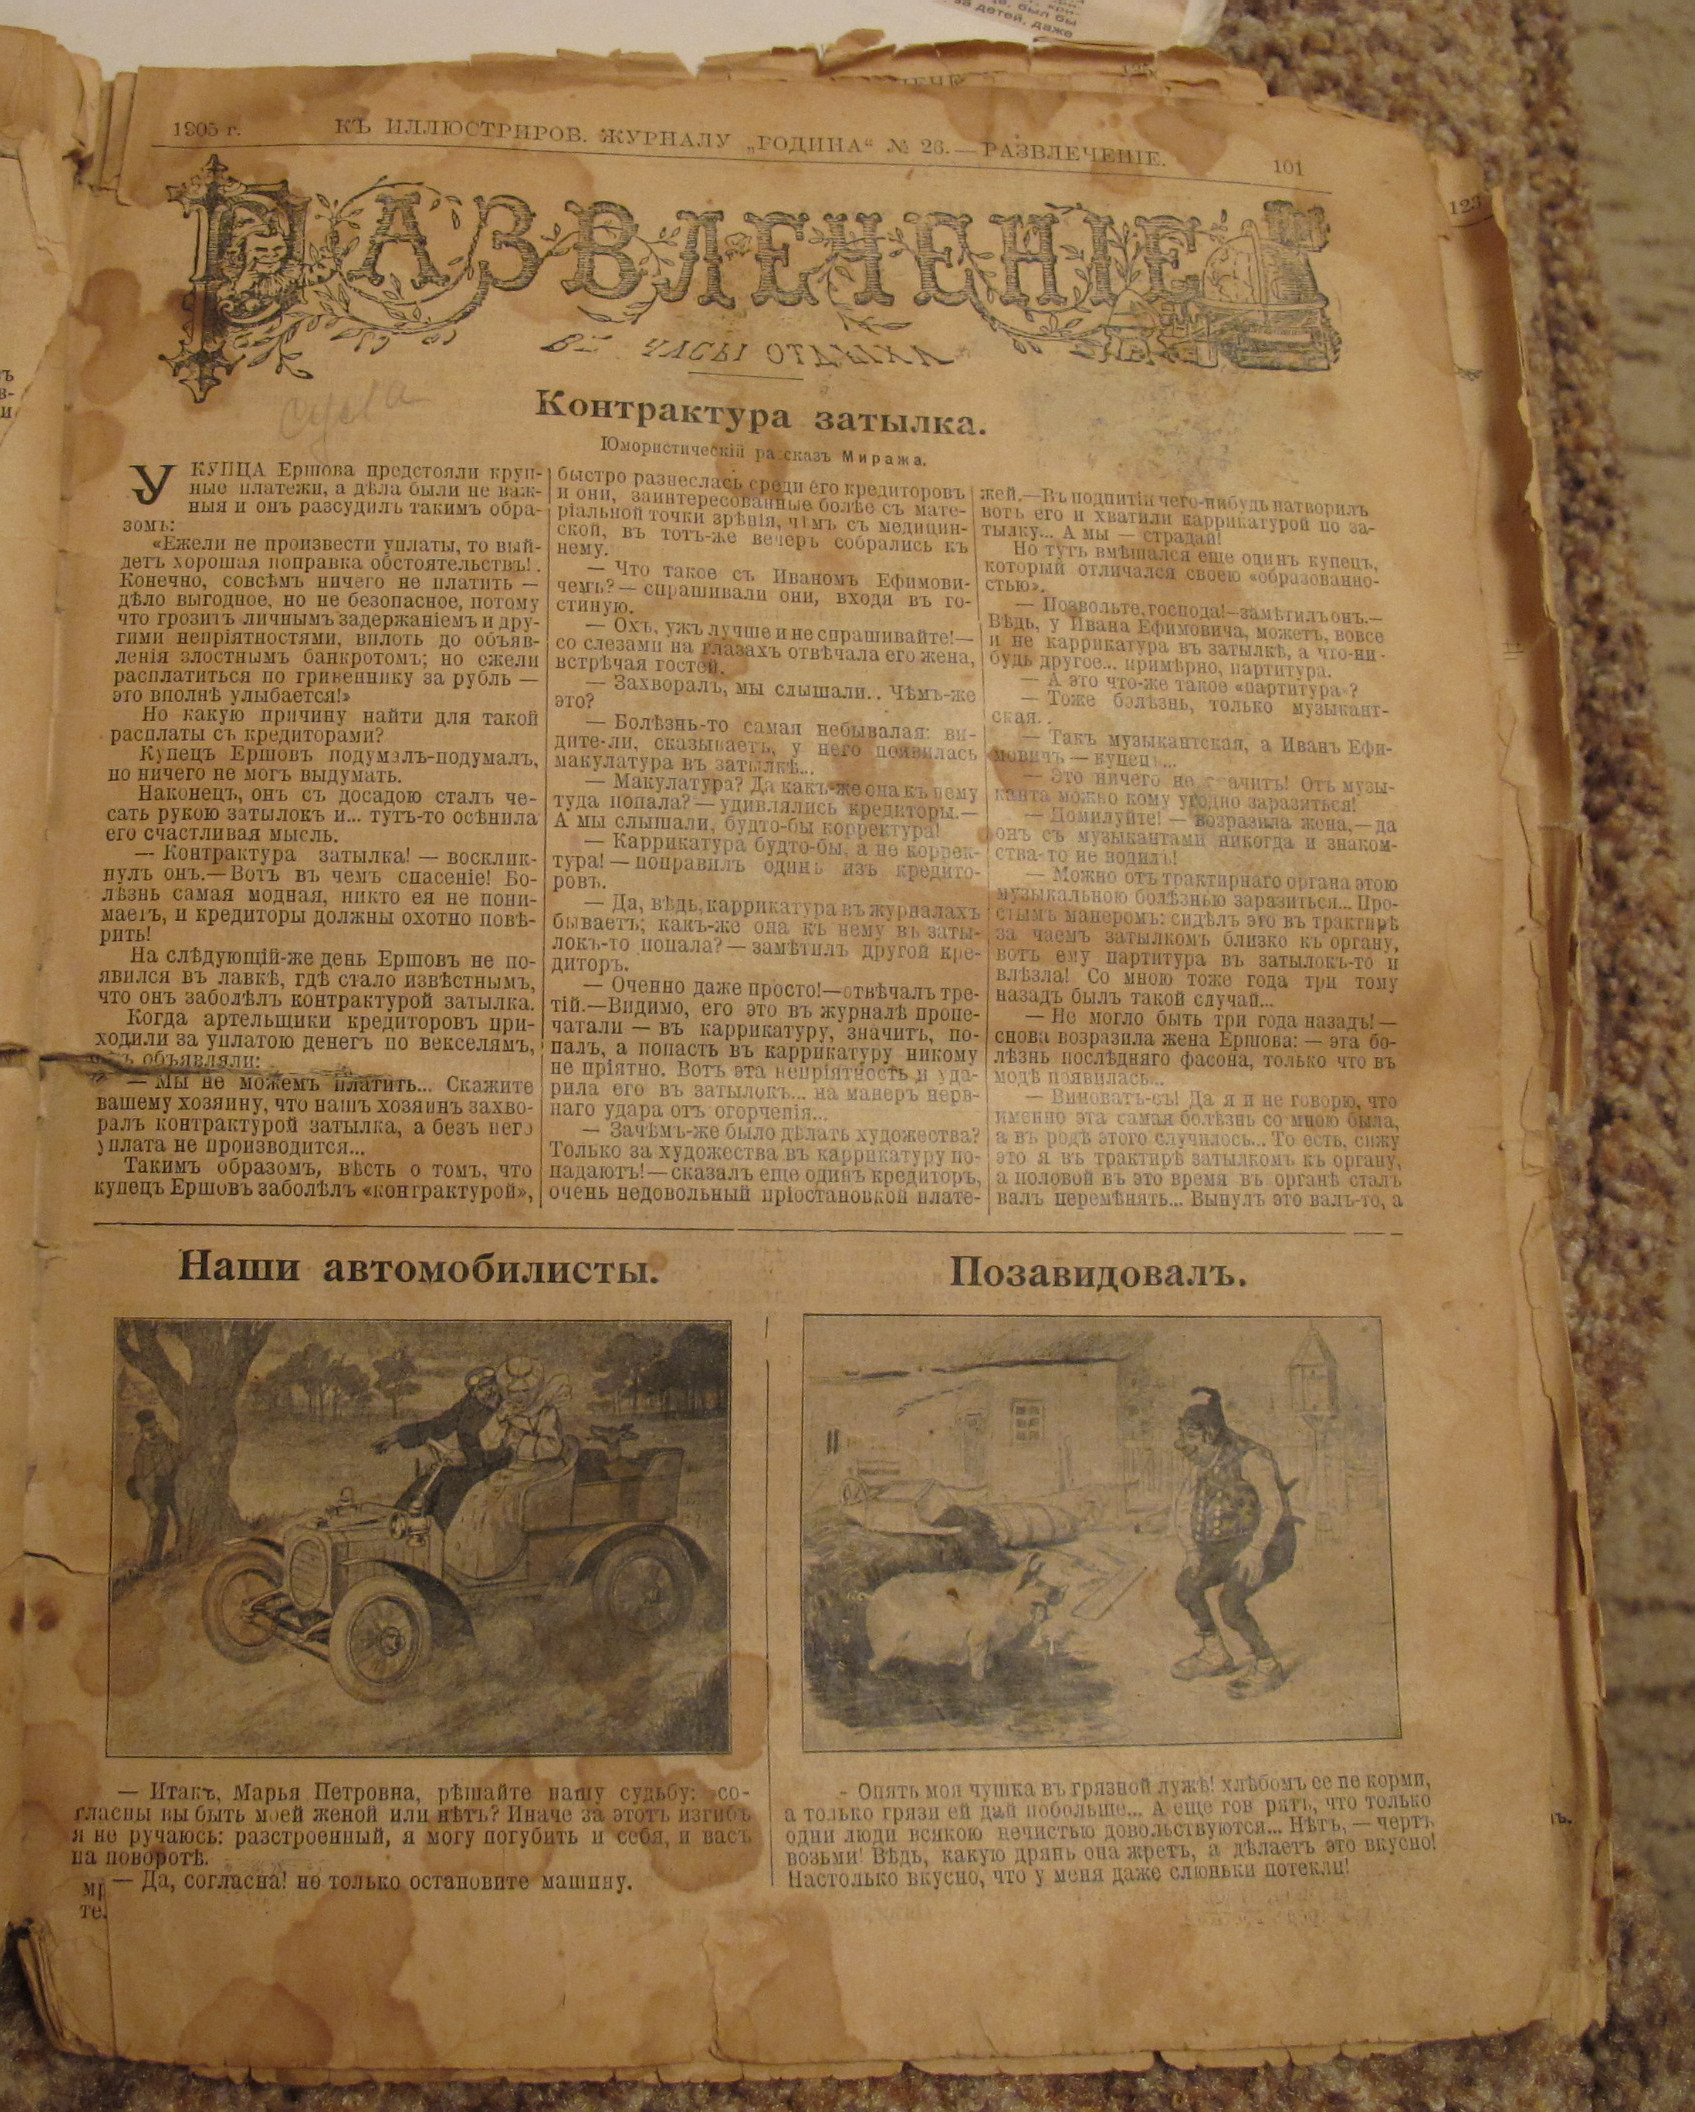 1905 г.
КЪ ИЛЛЮСТРИРОВ. ЖУРНАЛУ „РОДИНА“ № 26.—РАЗВЛЕЧЕНІЕ.
101
РАЗВЛЕЧЕНІЕ
ВЪ ЧАСЫ ОТДЫХА
Контрактура затылка.
Юмористическій разсказъ Миража.
У КУПЦА Ершова предстояли круп-
ные платежи, а дѣла были не важ-
ныя и онъ разсудилъ такимъ обра-
зомъ:
«Ежели не произвести уплаты, то вый-
детъ хорошая поправка обстоятельствъ!.
Конечно, совсѣмъ ничего не платить —
дѣло выгодное, но не безопасное, потому
что грозитъ личнымъ задержаніемъ и дру-
гими непріятностями, вплоть до объяв-
ленія злостнымъ банкротомъ; но ежели
расплатиться по гривеннику за рубль —
это вполнѣ улыбается!»
Но какую причину найти для такой
расплаты съ кредиторами?
Купецъ Ершовъ подумалъ-подумалъ,
но ничего не могъ выдумать.
Наконецъ, онъ съ досадою сталъ че-
сать рукою затылокъ и... тутъ-то осѣнила
его счастливая мысль.
— Контрактура затылка! — восклик-
нулъ онъ.—Вотъ въ чемъ спасеніе! Бо-
лѣзнь самая модная, никто ея не пони-
маетъ, и кредиторы должны охотно повѣ-
рить!
На слѣдующій-же день Ершовъ не по-
явился въ лавкѣ, гдѣ стало извѣстнымъ,
что онъ заболѣлъ контрактурой затылка.
Когда артельщики кредиторовъ при-
ходили за уплатою денегъ по векселямъ,
объявляли:
— Мы не можемъ платить... Скажите
вашему хозяину, что нашъ хозяинъ захво-
ралъ контрактурой затылка, а безъ него
уплата не производится...
Такимъ образомъ, вѣсть о томъ, что
купецъ Ершовъ заболѣлъ «контрактурой»,
быстро разнеслась среди его кредиторовъ
и они, заинтересованные болѣе съ мате-
ріальной точки зрѣнія, чѣмъ съ медицин-
ской, въ тотъ-же вечеръ собрались къ
нему.
— Что такое съ Иваномъ Ефимови-
чемъ?— спрашивали они, входя въ го-
стиную.
— Охъ, ужъ лучше и не спрашивайте!—
со слезами на глазахъ отвѣчала его жена,
встрѣчая гостей.
— Захворалъ, мы слышали.. Чѣмъ-же
это?
— Болѣзнь-то самая небывалая: ви-
дите-ли, сказываетъ, у него появилась
макулатура въ затылкѣ...
— Макулатура? Да какъ-же она къ нему
туда попала?— удивлялись кредиторы.—
А мы слышали, будто-бы корректура!
— Каррикатура будто-бы, а не коррек-
тура! — поправилъ одинъ изъ кредито-
ровъ.
— Да, вѣдь, каррикатура въ журналахъ
бываетъ; какъ-же она къ нему въ заты-
локъ-то попала?— замѣтилъ другой кре-
диторъ.
— Оченно даже просто!—отвѣчалъ тре-
тій.—Видимо, его это въ журналѣ пропе-
чатали — въ каррикатуру, значитъ, по-
палъ, а попасть въ каррикатуру никому
не пріятно. Вотъ эта непріятность и уда-
рила его въ затылокъ... на манеръ перв-
наго удара отъ огорченія...
— Зачѣмъ-же было дѣлать художества?
Только за художества въ каррикатуру по-
падаютъ!— сказалъ еще одинъ кредиторъ,
очень недовольный пріостановкой плате-
жей.—Въ подпитіи чего-нибудь натворилъ
вотъ его и хватили каррикатурой по за-
тылку... А мы — страдай!
Но тутъ вмѣшался еще одинъ купецъ,
который отличался своею «образованно-
стью».
— Позвольте, господа!—замѣтилъ онъ.—
Вѣдь, у Ивана Ефимовича, можетъ, вовсе
и не каррикатура въ затылкѣ, а что-ни-
будь другое... примѣрно, партитура.
— А это что-же такое «партитура»?
— Тоже болѣзнь, только музыкант-
ская..
— Такъ музыкантская, а Иванъ Ефи-
мовичъ — купецъ...
— Это ничего не значитъ! Отъ музы-
канта можно кому угодно заразиться!
— Помилуйте! — возразила жена,— да
онъ съ музыкантами никогда и знаком-
ства-то не водилъ!
— Можно отъ трактирнаго органа этою
музыкальною болѣзнью заразиться... Про-
стымъ манеромъ: сидѣлъ это въ трактирѣ
за чаемъ затылкомъ близко къ органу,
вотъ ему партитура въ затылокъ-то и
влѣзла! Со мною тоже года три тому
назадъ былъ такой случай...
— Не могло быть три года назадъ!—
снова возразила жена Ершова: — эта бо-
лѣзнь послѣдняго фасона, только что въ
модѣ появилась...
— Виноватъ-съ! Да я и не говорю, что
именно эта самая болѣзнь со мною была,
а въ родѣ этого случилось... То есть, сижу
это я въ трактирѣ затылкомъ къ органу,
а половой въ это время въ органѣ сталъ
валъ перемѣнять... Вынулъ это валъ-то, а
Наши автомобилисты.
— Итакъ, Марья Петровна, рѣшайте нашу судьбу: со-
гласны вы быть моей женой или нѣтъ? Иначе за этотъ изгибъ
я не ручаюсь: разстроенный, я могу погубить и себя, и васъ
на поворотѣ.
— Да, согласна! но только остановите машину.
Позавидовалъ.
- Опять моя чушка въ грязной лужѣ! хлѣбомъ ее не корми,
а только грязи ей дай побольше... А еще говорятъ, что только
одни люди всякою нечистью довольствуются... Нѣтъ, — чертъ
возьми! Вѣдь, какую дрянь она жретъ, а дѣлаетъ это вкусно!
Настолько вкусно, что у меня даже слюньки потекли!
123
был бы
за детей, даже
те.